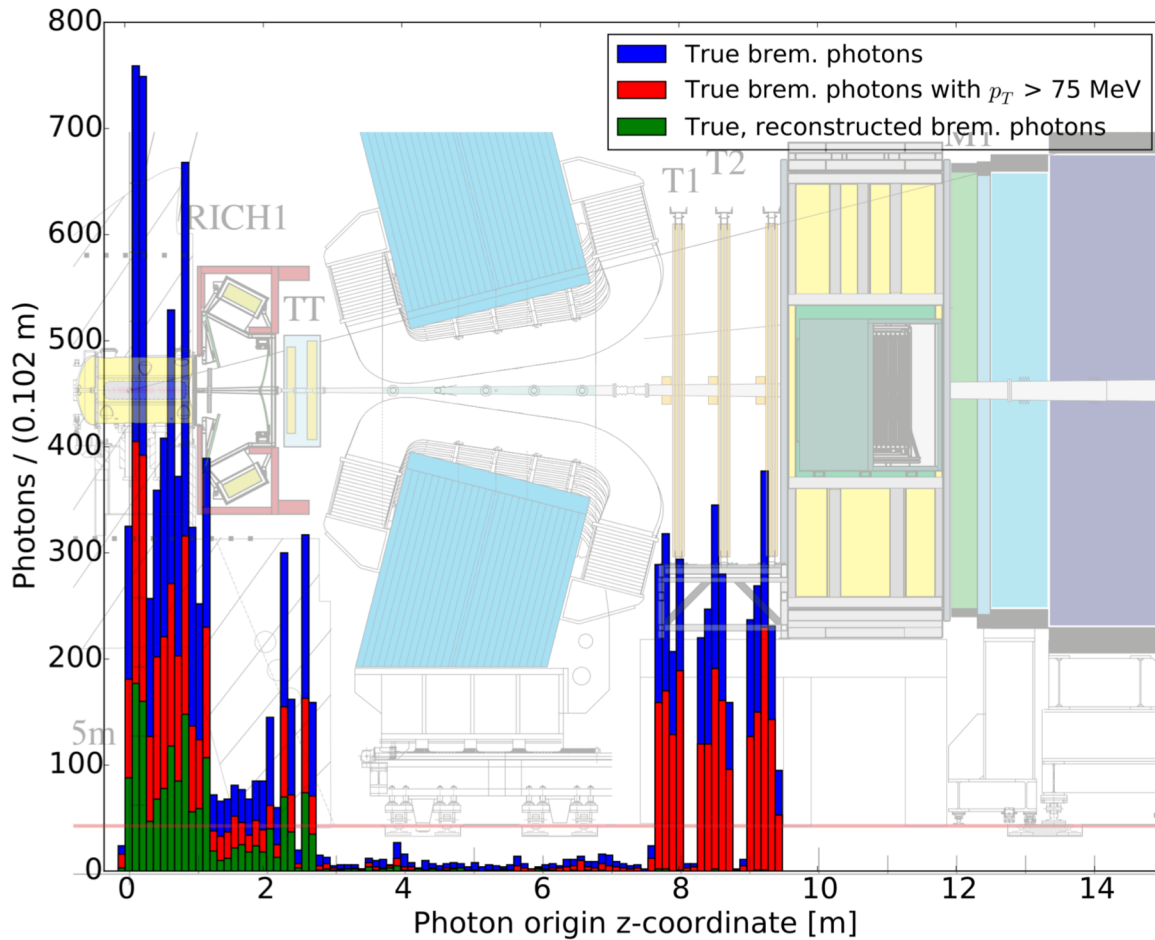 800
700
600
500
400
300
200
100
0
Photons / (0.102 m)
True brem. photons
True brem. photons with p_T > 75 MeV
True, reconstructed brem. photons
RICH1
TT
T1
T2
M1
5m
0
2
4
6
8
10
12
14
Photon origin z-coordinate [m]